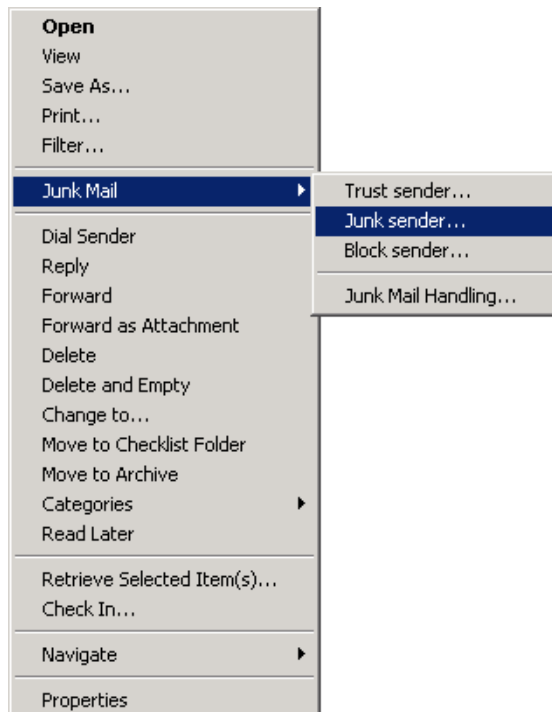 Open
View
Save As...
Print...
Filter...
Junk Mail
Trust sender...
Junk sender...
Block sender...
Junk Mail Handling...
Dial Sender
Reply
Forward
Forward as Attachment
Delete
Delete and Empty
Change to...
Move to Checklist Folder
Move to Archive
Categories
Read Later
Retrieve Selected Item(s)...
Check In...
Navigate
Properties